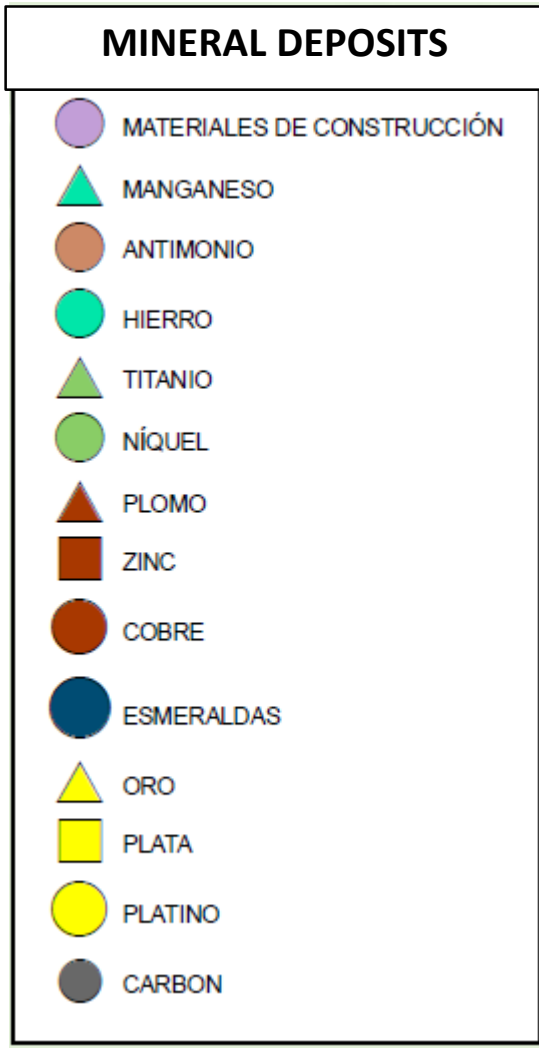 MINERAL DEPOSITS
MATERIALES DE CONSTRUCCIÓN
MANGANESO
ANTIMONIO
HIERRO
TITANIO
NÍQUEL
PLOMO
ZINC
COBRE
ESMERALDAS
ORO
PLATA
PLATINO
CARBON